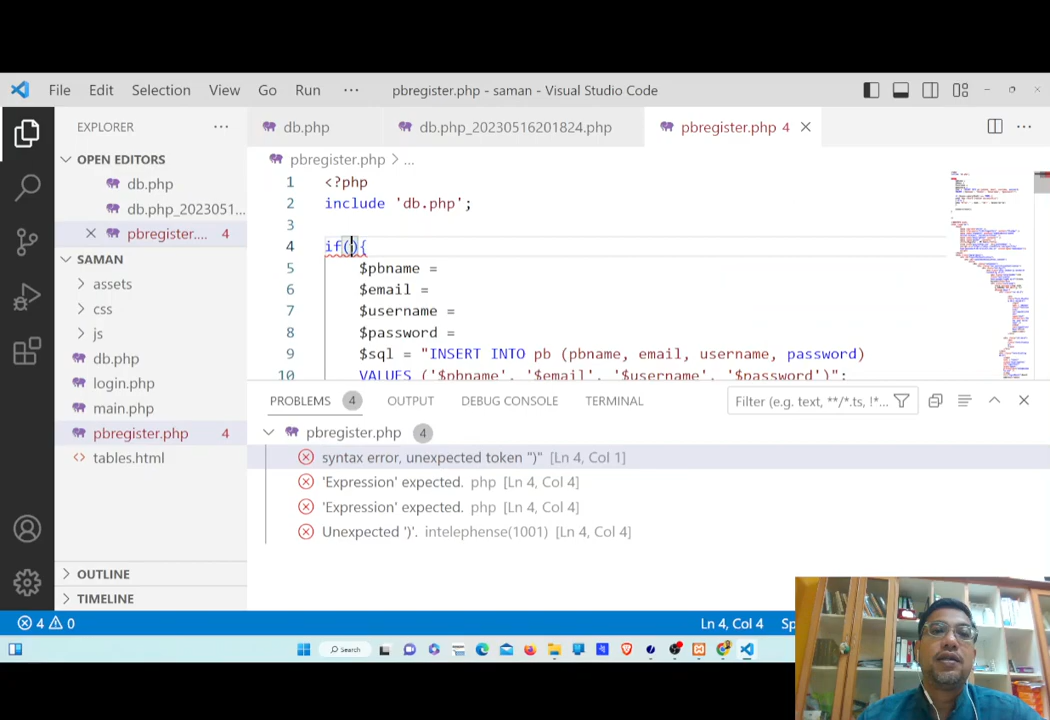 File Edit Selection View Go Run ··· pbregister.php - saman - Visual Studio Code
EXPLORER ···
db.php db.php_20230516201824.php pbregister.php 4
OPEN EDITORS
db.php
db.php_2023051...
pbregister.... 4
SAMAN
assets
css
js
db.php
login.php
main.php
pbregister.php 4
tables.html
OUTLINE
TIMELINE
pbregister.php > ...
1 <?php
2 include 'db.php';
3
4 if(){
5 $pbname =
6 $email =
7 $username =
8 $password =
9 $sql = "INSERT INTO pb (pbname, email, username, password)
10 VALUES ('$pbname', '$email', '$username', '$password')";
PROBLEMS 4 OUTPUT DEBUG CONSOLE TERMINAL Filter (e.g. text, **/*.ts, !*...
pbregister.php 4
syntax error, unexpected token ")" [Ln 4, Col 1]
'Expression' expected. php [Ln 4, Col 4]
'Expression' expected. php [Ln 4, Col 4]
Unexpected ')'. intelephense(1001) [Ln 4, Col 4]
4 0 Ln 4, Col 4 Sp
Search